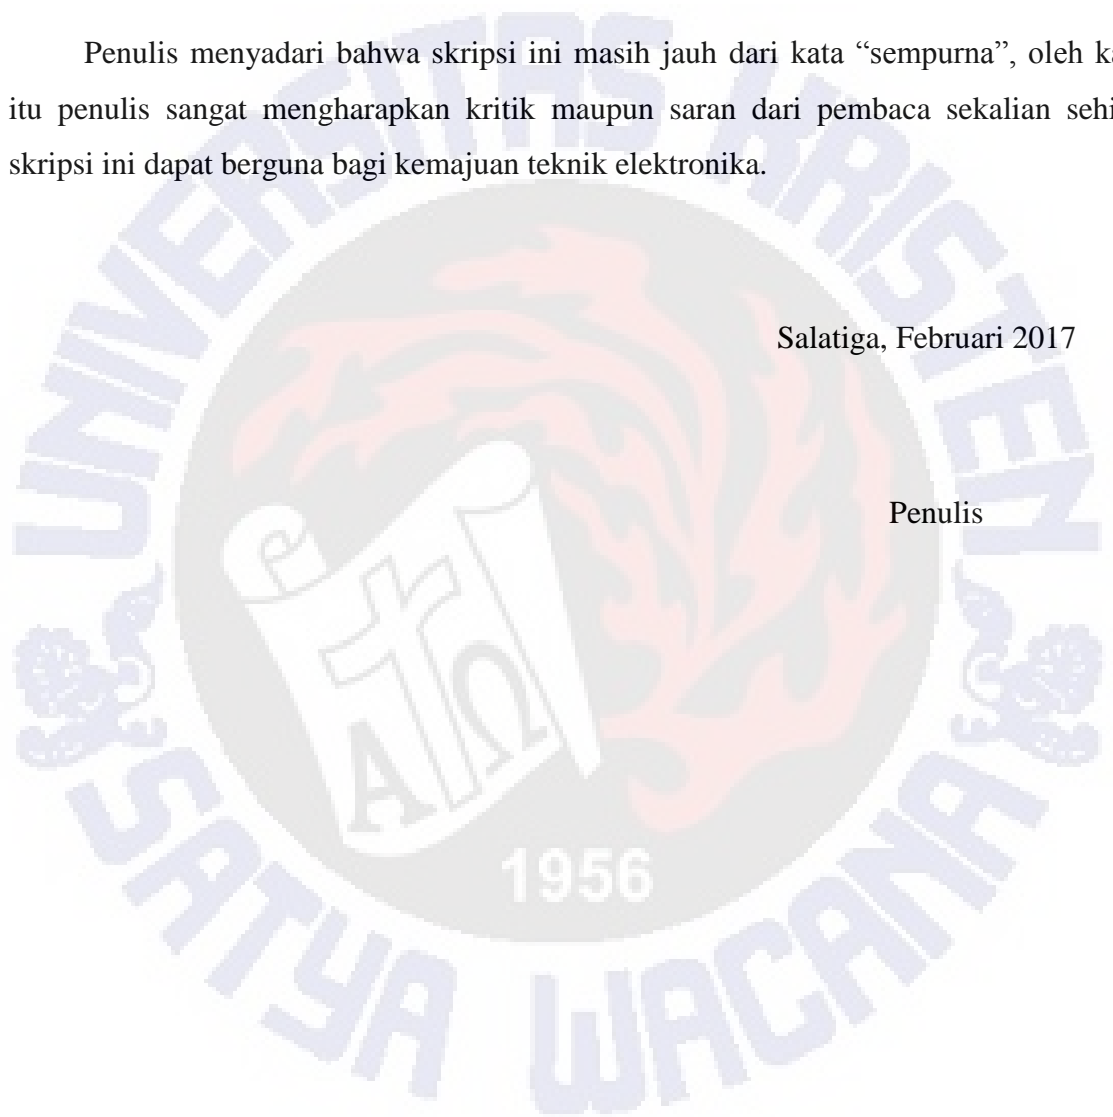 Penulis menyadari bahwa skripsi ini masih jauh dari kata “sempurna”, oleh
itu penulis sangat mengharapkan kritik maupun saran dari pembaca sekalian
skripsi ini dapat berguna bagi kemajuan teknik elektronika.
Salatiga, Februari 2017
Penulis
UNIVERSITAS KRISTEN
Α Ω
1956
SATYA WACANA